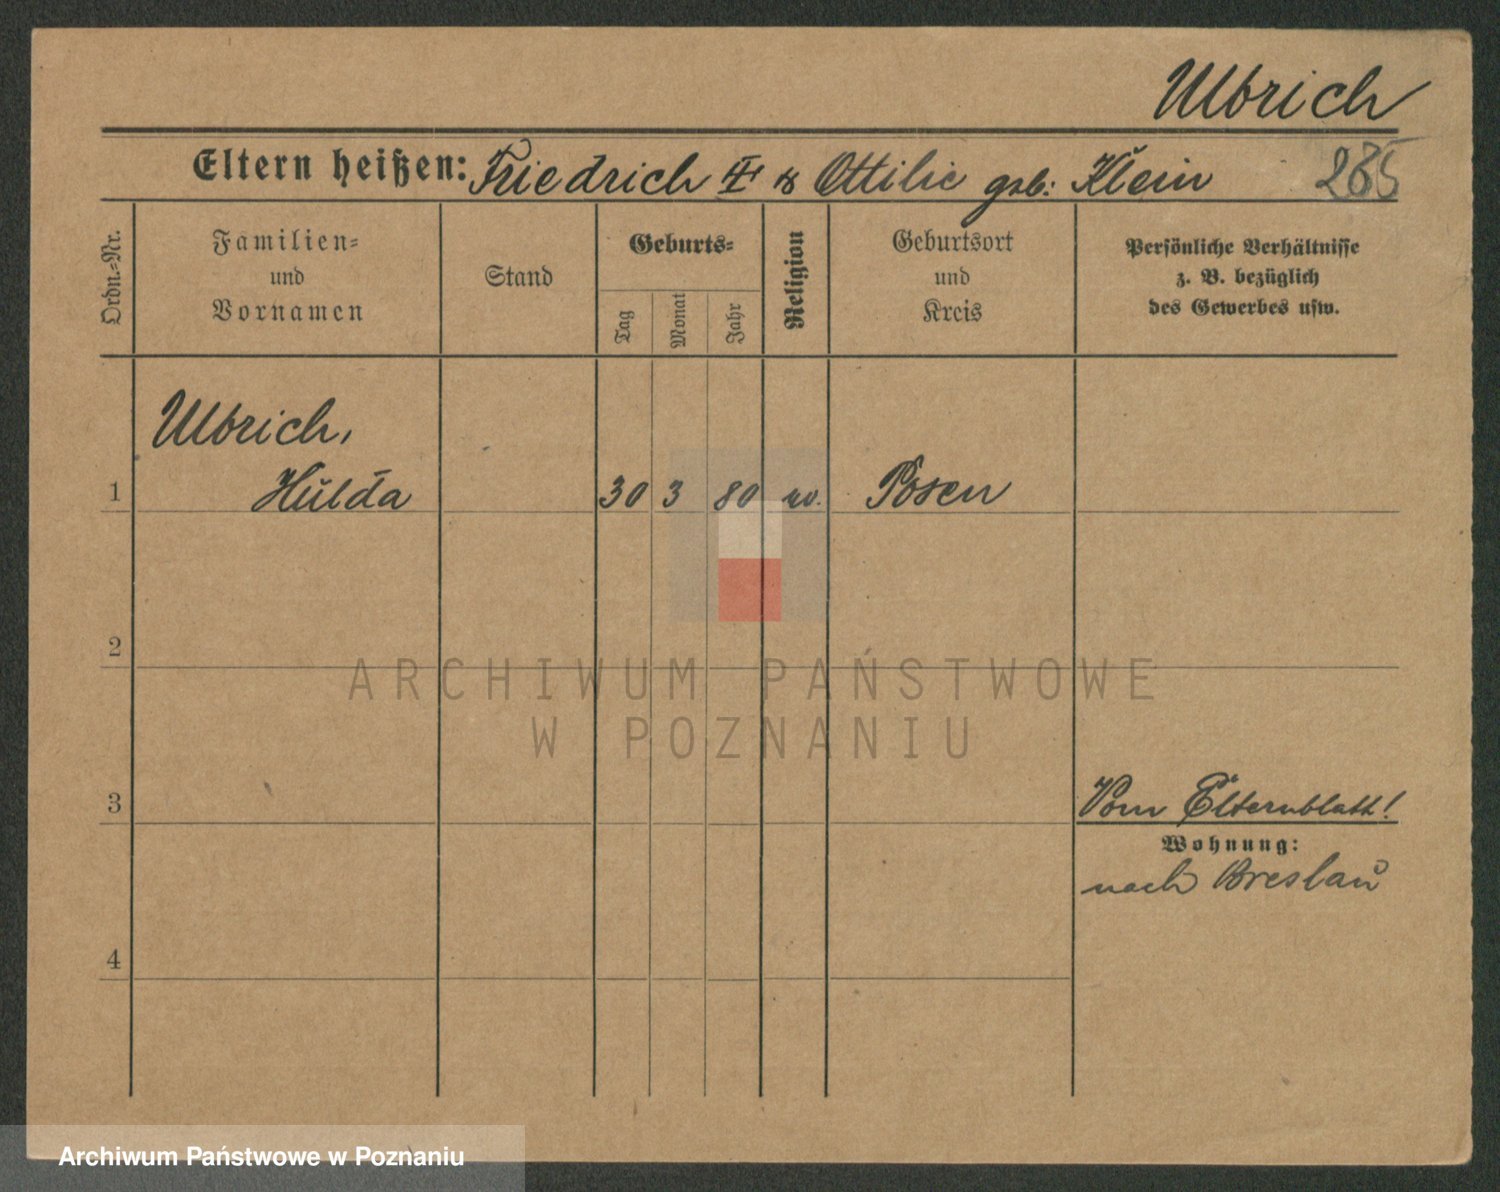 Ulbrich
Eltern heißen: Friedrich & Ottilie geb: Klein
Ordn.=Nr.
Familien=
und
Vornamen
Stand
Geburts=
Tag
Monat
Jahr
Religion
Geburtsort
und
Kreis
Persönliche Verhältnisse
z. B. bezüglich
des Gewerbes usw.
Ulbrich,
1 Hulda 30 3 80 ev. Posen
2
ARCHIWUM PAŃSTWOWE
W POZNANIU
3 Vom Elternblatt!
Wohnung:
nach Breslau
4
Archiwum Państwowe w Poznaniu